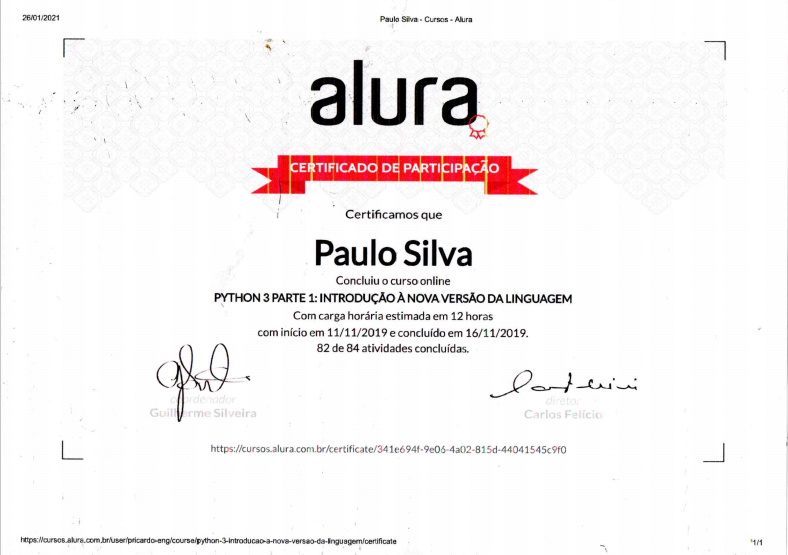 26/01/2021
Paulo Silva - Cursos - Alura
alura
CERTIFICADO DE PARTICIPAÇÃO
Certificamos que
Paulo Silva
Concluiu o curso online
PYTHON 3 PARTE 1: INTRODUÇÃO À NOVA VERSÃO DA LINGUAGEM
Com carga horária estimada em 12 horas
com início em 11/11/2019 e concluído em 16/11/2019.
82 de 84 atividades concluídas.
coordenador
Guilherme Silveira
diretor
Carlos Felício
https://cursos.alura.com.br/certificate/341e694f-9e06-4a02-815d-44041545c9f0
https://cursos.alura.com.br/user/pricardo-eng/course/python-3-introducao-a-nova-versao-da-linguagem/certificate
1/1